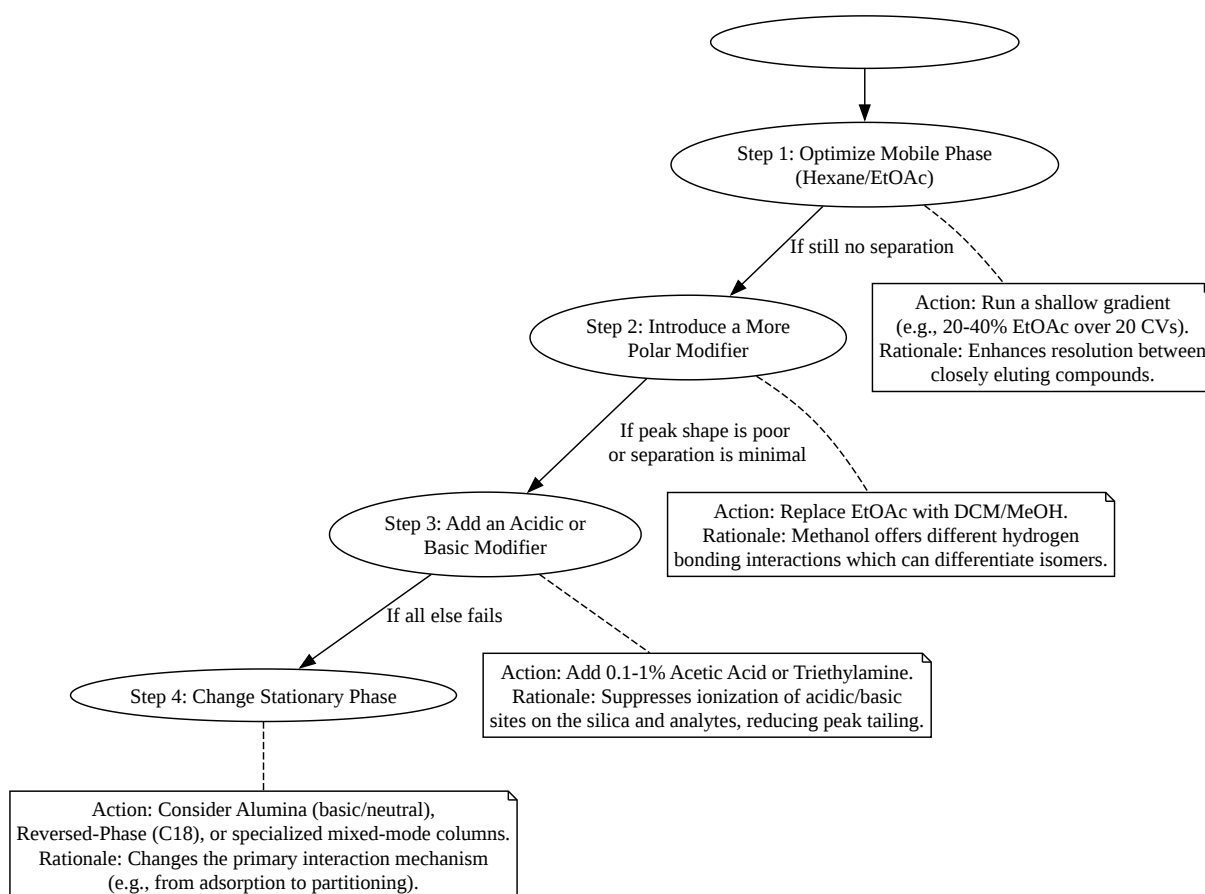 Step 1: Optimize Mobile Phase
(Hexane/EtOAc)
If still no separation
Action: Run a shallow gradient
(e.g., 20-40% EtOAc over 20 CVs).
Rationale: Enhances resolution between
closely eluting compounds.
Step 2: Introduce a More
Polar Modifier
If peak shape is poor
or separation is minimal
Action: Replace EtOAc with DCM/MeOH.
Rationale: Methanol offers different hydrogen
bonding interactions which can differentiate isomers.
Step 3: Add an Acidic or
Basic Modifier
If all else fails
Action: Add 0.1-1% Acetic Acid or Triethylamine.
Rationale: Suppresses ionization of acidic/basic
sites on the silica and analytes, reducing peak tailing.
Step 4: Change Stationary Phase
Action: Consider Alumina (basic/neutral),
Reversed-Phase (C18), or specialized mixed-mode columns.
Rationale: Changes the primary interaction mechanism
(e.g., from adsorption to partitioning).